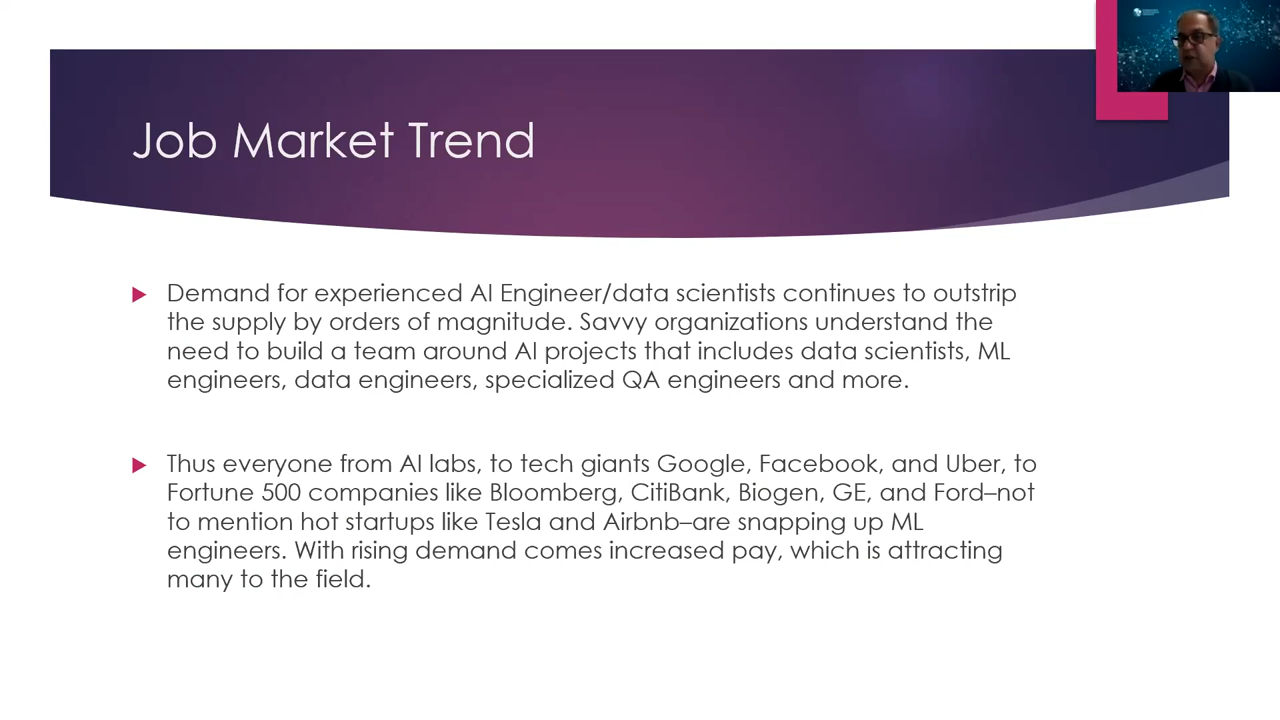 Job Market Trend
Demand for experienced AI Engineer/data scientists continues to outstrip
the supply by orders of magnitude. Savvy organizations understand the
need to build a team around AI projects that includes data scientists, ML
engineers, data engineers, specialized QA engineers and more.
Thus everyone from AI labs, to tech giants Google, Facebook, and Uber, to
Fortune 500 companies like Bloomberg, CitiBank, Biogen, GE, and Ford–not
to mention hot startups like Tesla and Airbnb–are snapping up ML
engineers. With rising demand comes increased pay, which is attracting
many to the field.